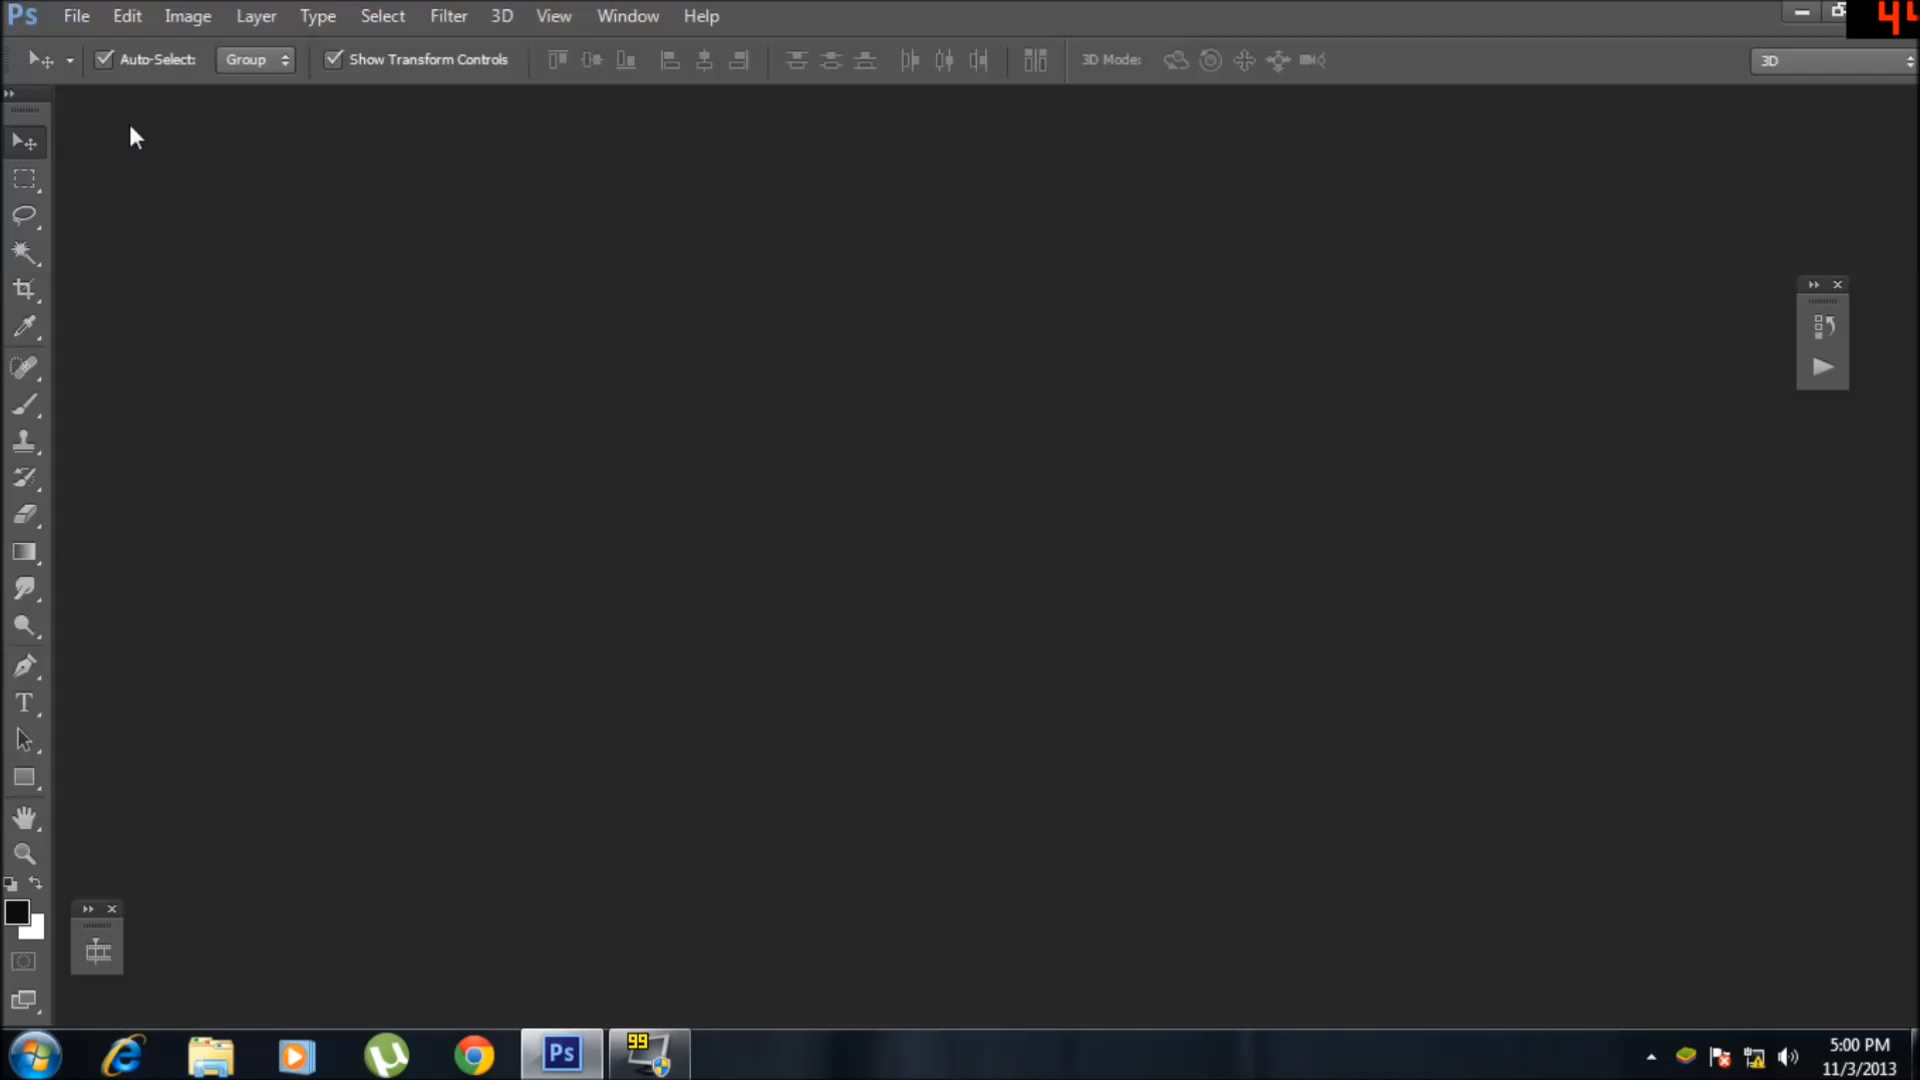 Ps File Edit Image Layer Type Select Filter 3D View Window Help
Auto-Select: Group Show Transform Controls 3D Mode: 3D
T
Ps 99
5:00 PM
11/3/2013